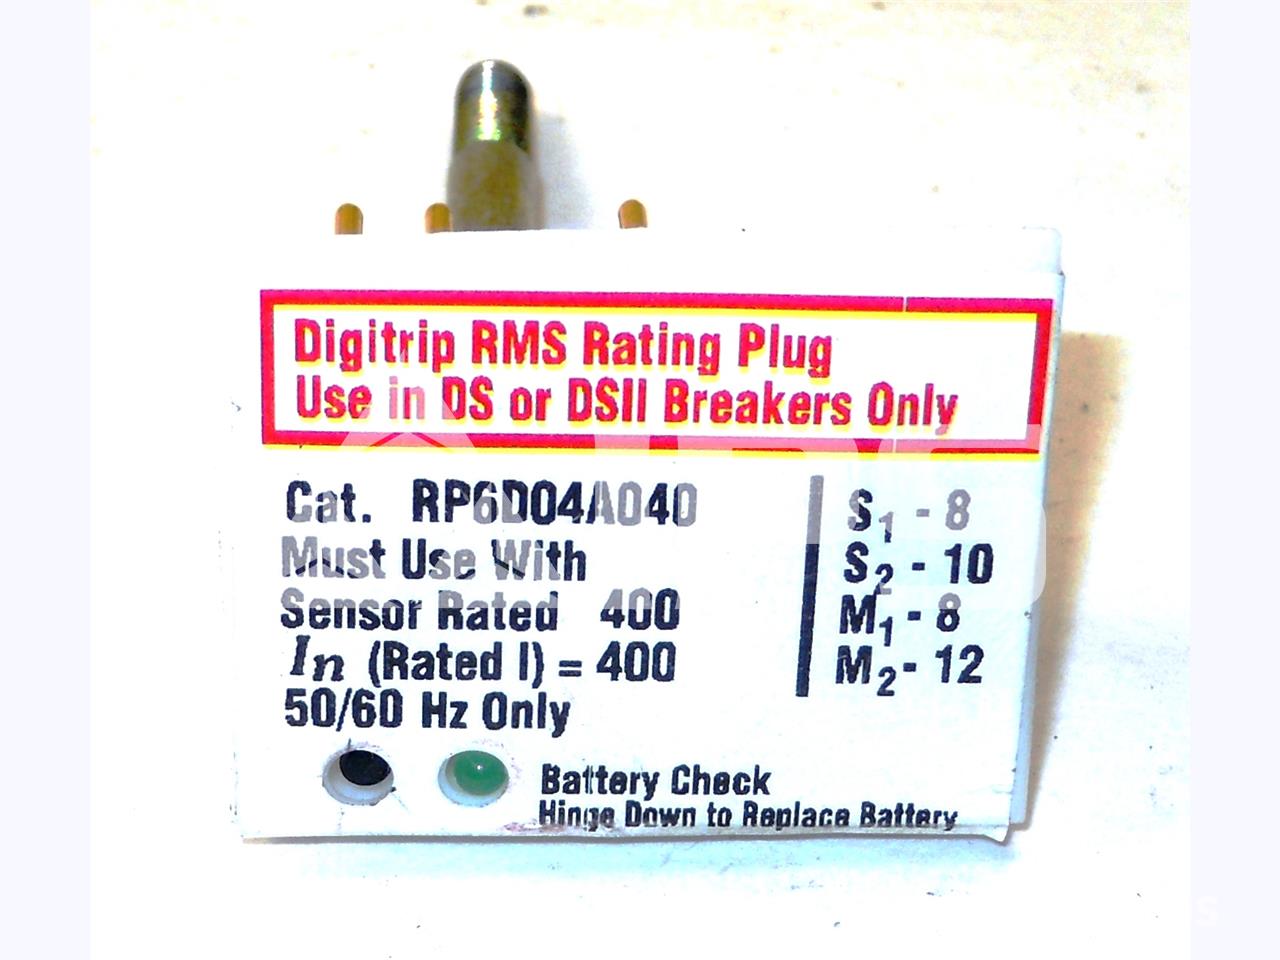 Digitrip RMS Rating Plug
Use in DS or DSII Breakers Only
Cat. RP6D04A040
Must Use With
Sensor Rated 400
In (Rated I) = 400
50/60 Hz Only
S1 - 8
S2 - 10
M1 - 8
M2 - 12
Battery Check
Hinge Down to Replace Battery